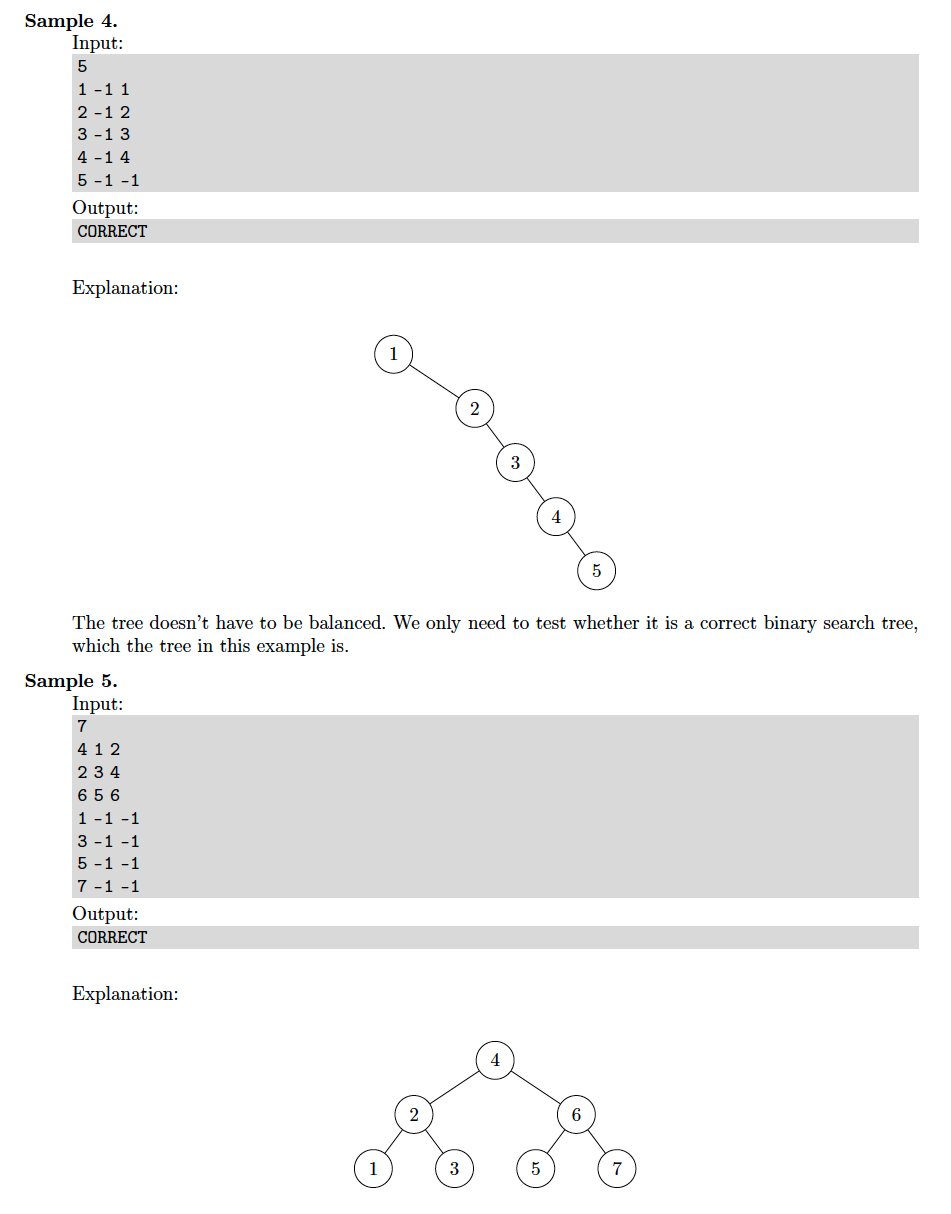 Sample 4.
Input:
5
1 -1 1
2 -1 2
3 -1 3
4 -1 4
5 -1 -1
Output:
CORRECT
Explanation:
1
2
3
4
5
The tree doesn't have to be balanced. We only need to test whether it is a correct binary search tree,
which the tree in this example is.
Sample 5.
Input:
7
4 1 2
2 3 4
6 5 6
1 -1 -1
3 -1 -1
5 -1 -1
7 -1 -1
Output:
CORRECT
Explanation:
4
2 6
1 3 5 7